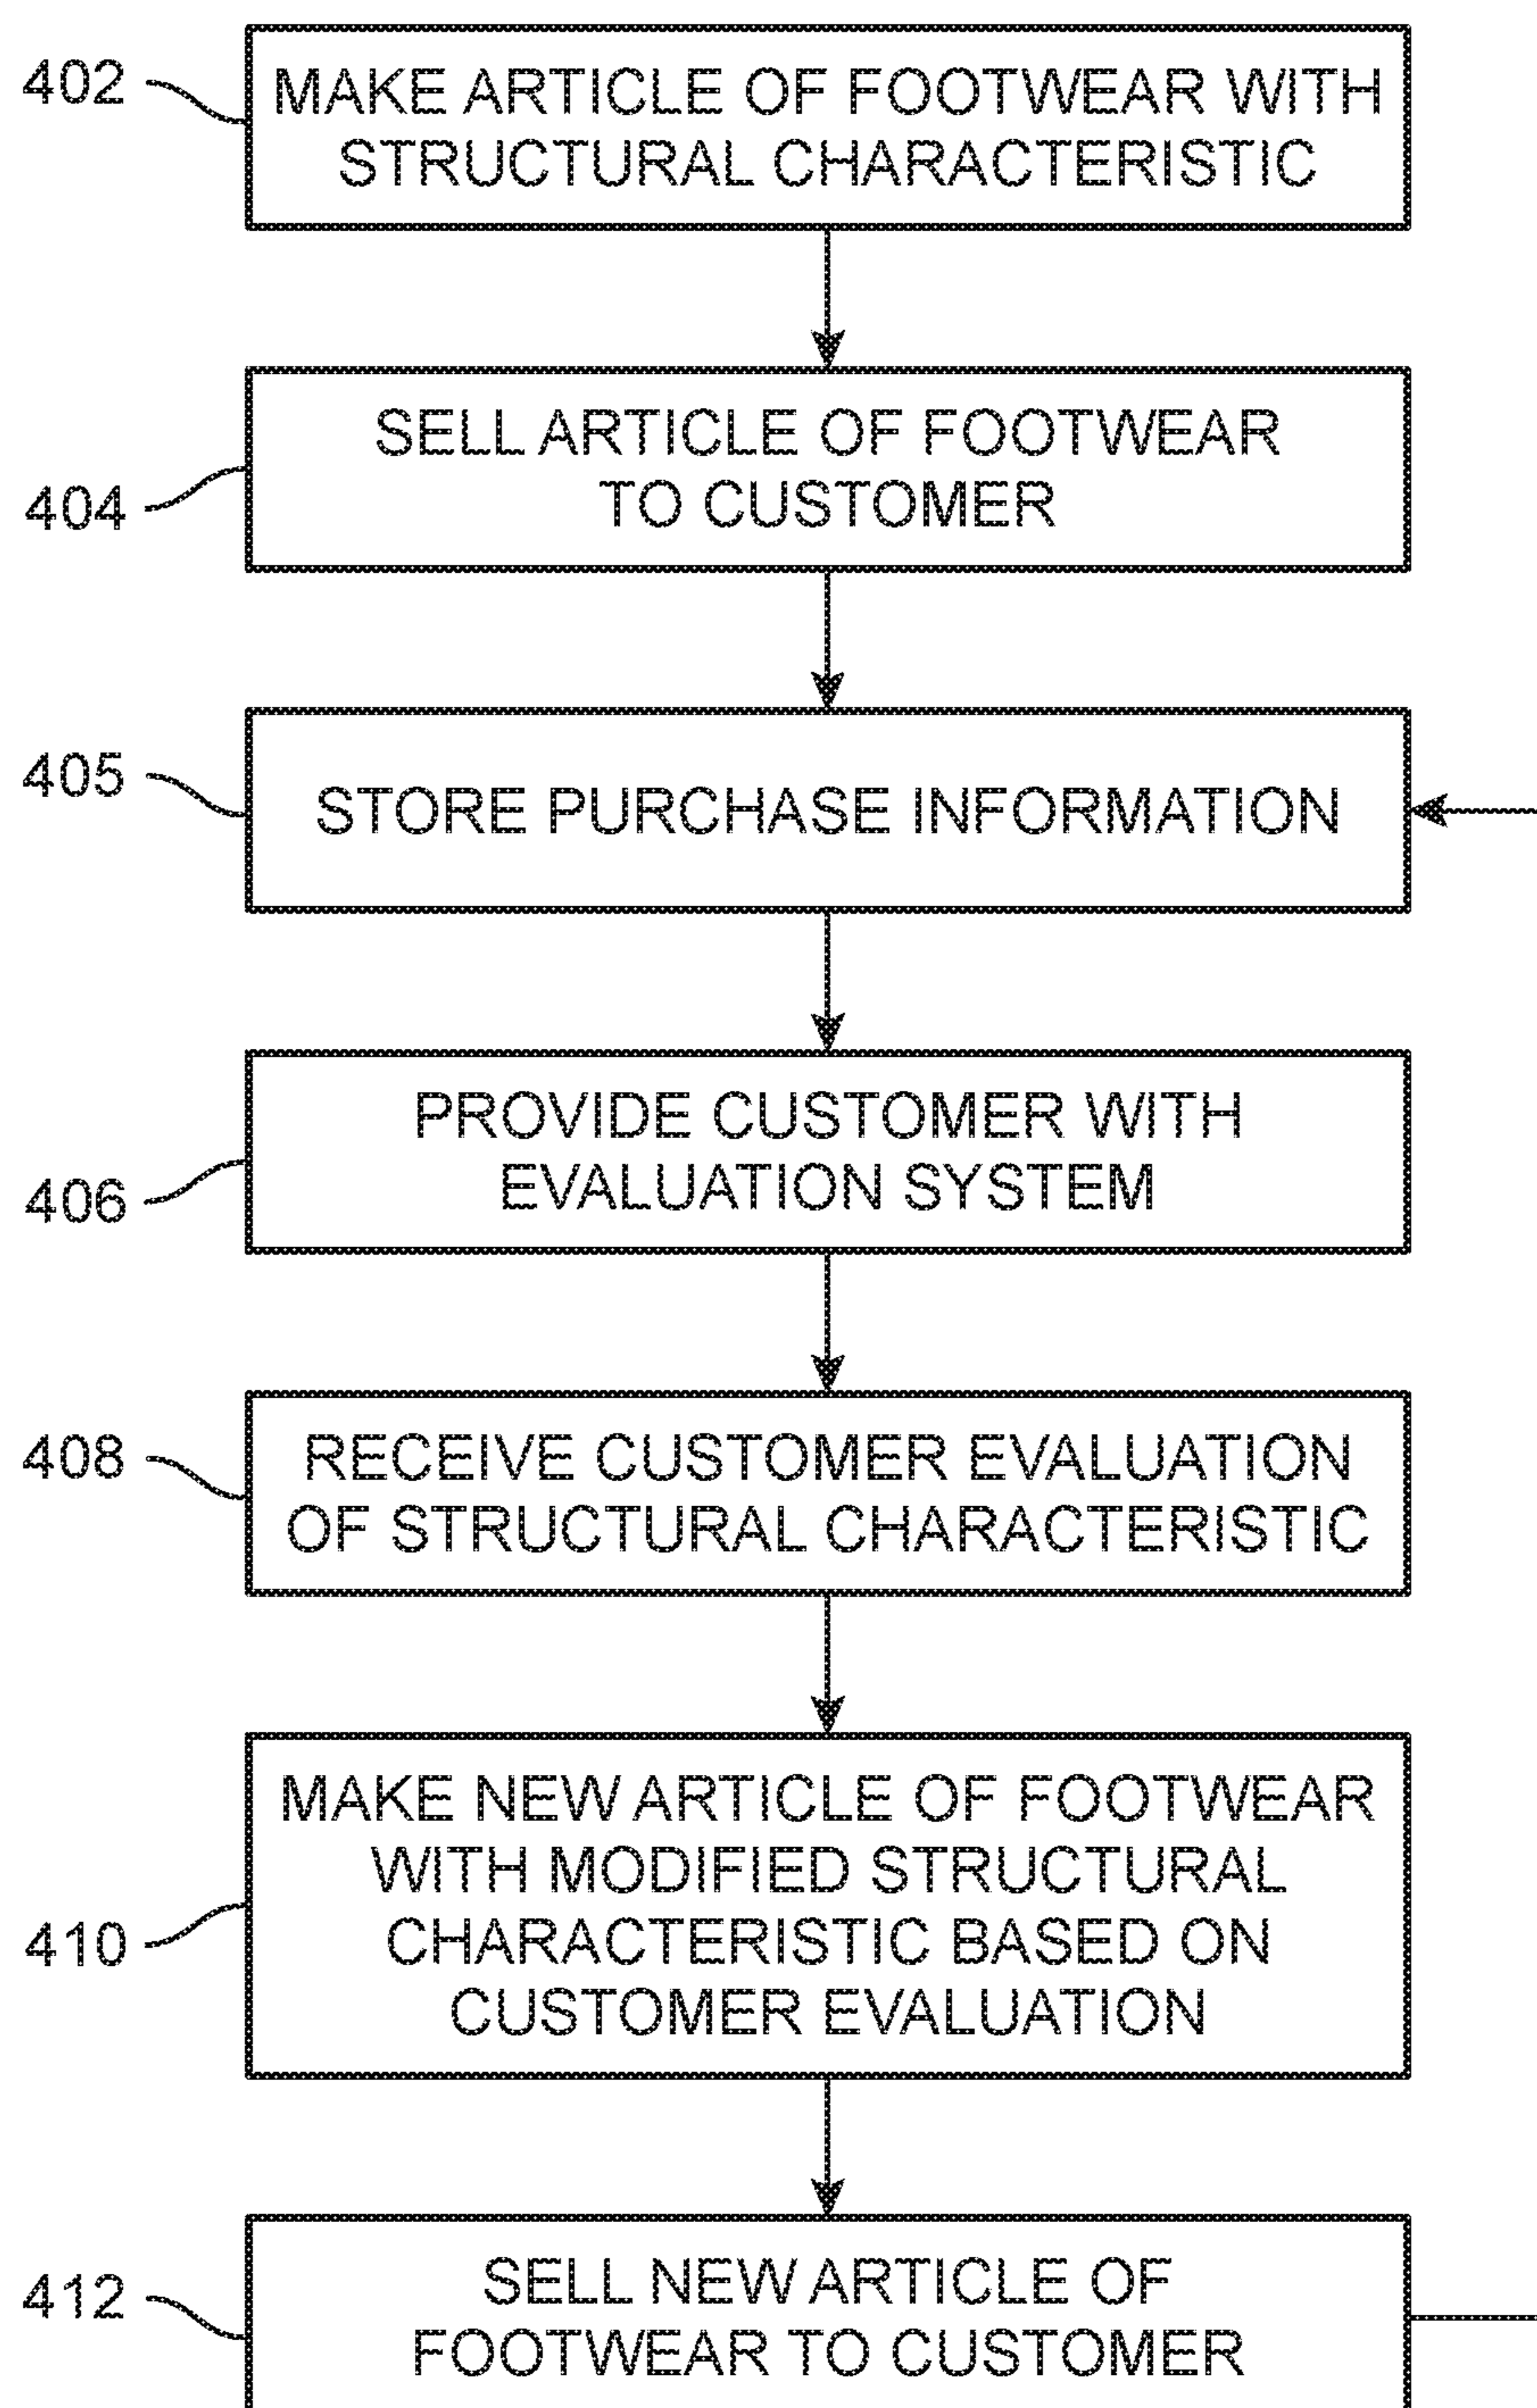 402
MAKE ARTICLE OF FOOTWEAR WITH
STRUCTURAL CHARACTERISTIC
SELL ARTICLE OF FOOTWEAR
TO CUSTOMER
404
405
STORE PURCHASE INFORMATION
PROVIDE CUSTOMER WITH
EVALUATION SYSTEM
406
408
RECEIVE CUSTOMER EVALUATION
OF STRUCTURAL CHARACTERISTIC
MAKE NEW ARTICLE OF FOOTWEAR
WITH MODIFIED STRUCTURAL
CHARACTERISTIC BASED ON
CUSTOMER EVALUATION
410
412
SELL NEW ARTICLE OF
FOOTWEAR TO CUSTOMER